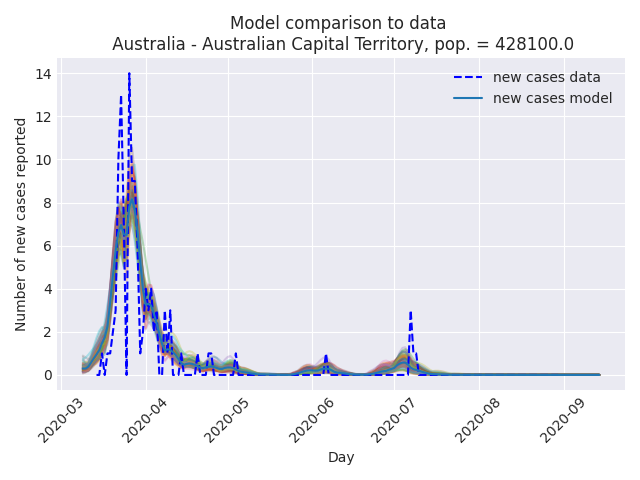 Model comparison to data
Australia - Australian Capital Territory, pop. = 428100.0
new cases data
new cases model
Number of new cases reported
14
12
10
8
6
4
2
0
2020-03
2020-04
2020-05
2020-06
2020-07
2020-08
2020-09
Day